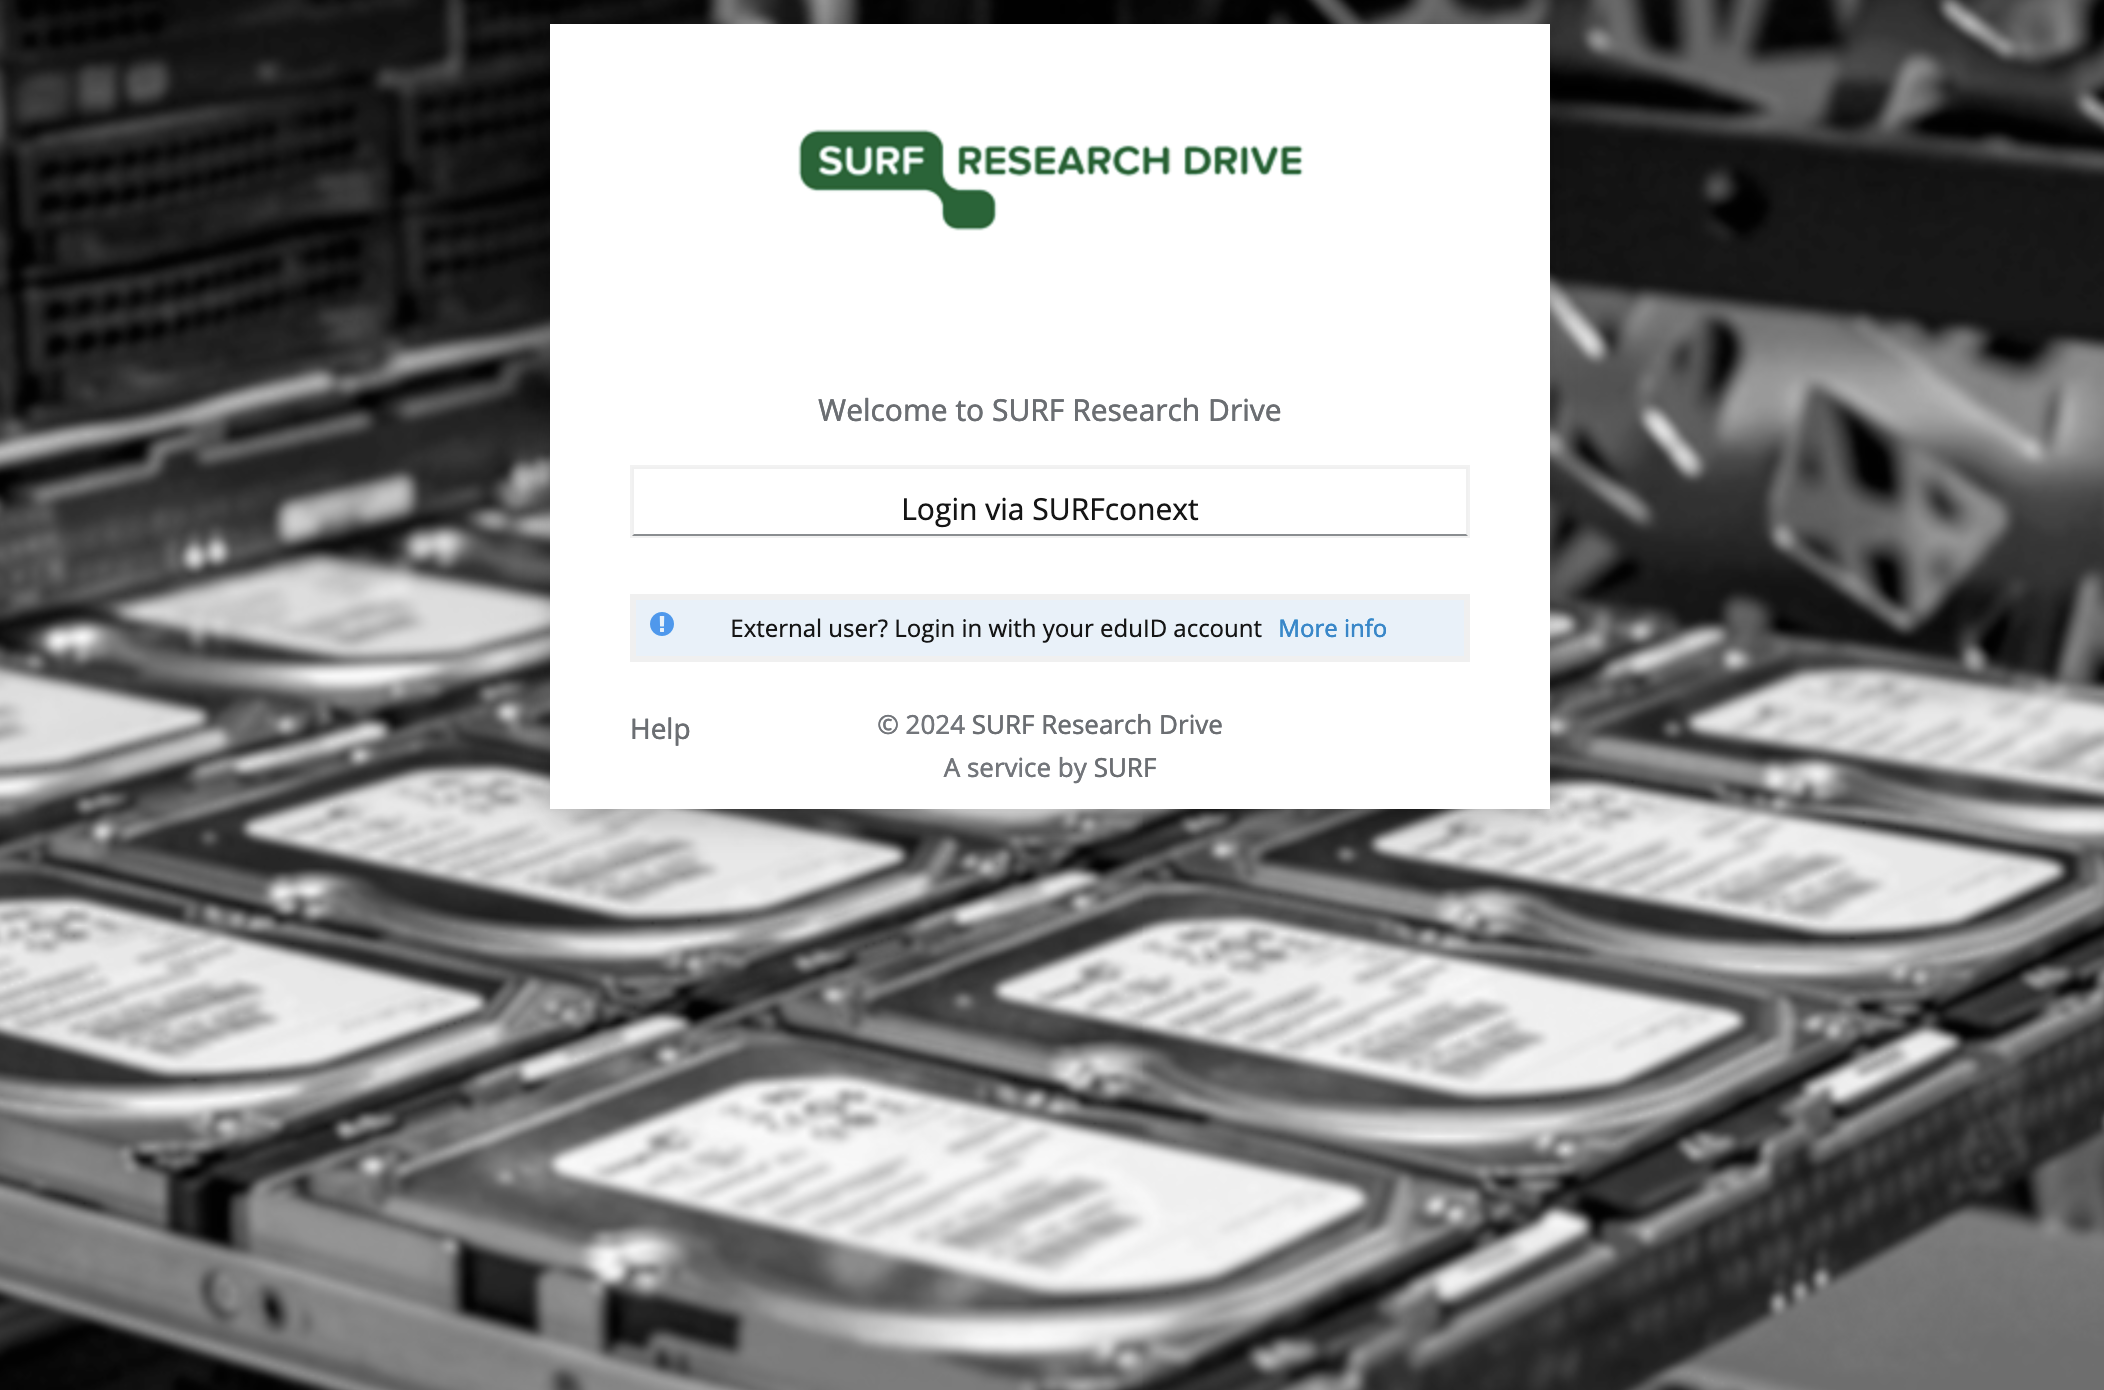 SURF RESEARCH DRIVE
Welcome to SURF Research Drive
Login via SURFconext
External user? Login in with your eduID account More info
Help
© 2024 SURF Research Drive
A service by SURF